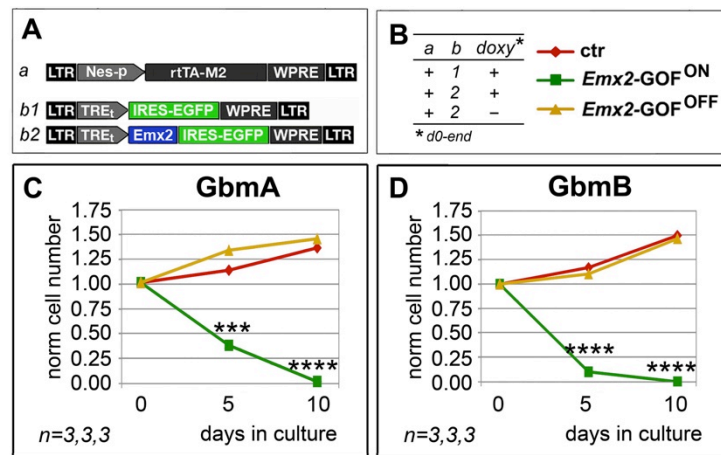 A
a LTR Nes-p rtTA-M2 WPRE LTR
b1 LTR TREt IRES-EGFP WPRE LTR
b2 LTR TREt Emx2 IRES-EGFP WPRE LTR
B
a b doxy*
+ 1 +
+ 2 +
+ 2 −
* d0-end
ctr
Emx2-GOF ON
Emx2-GOF OFF
C GbmA
norm cell number
1.75
1.50
1.25
1.00
0.75
0.50
0.25
0.00
***
****
0 5 10
n=3,3,3 days in culture
D GbmB
norm cell number
1.75
1.50
1.25
1.00
0.75
0.50
0.25
0.00
****
****
0 5 10
n=3,3,3 days in culture